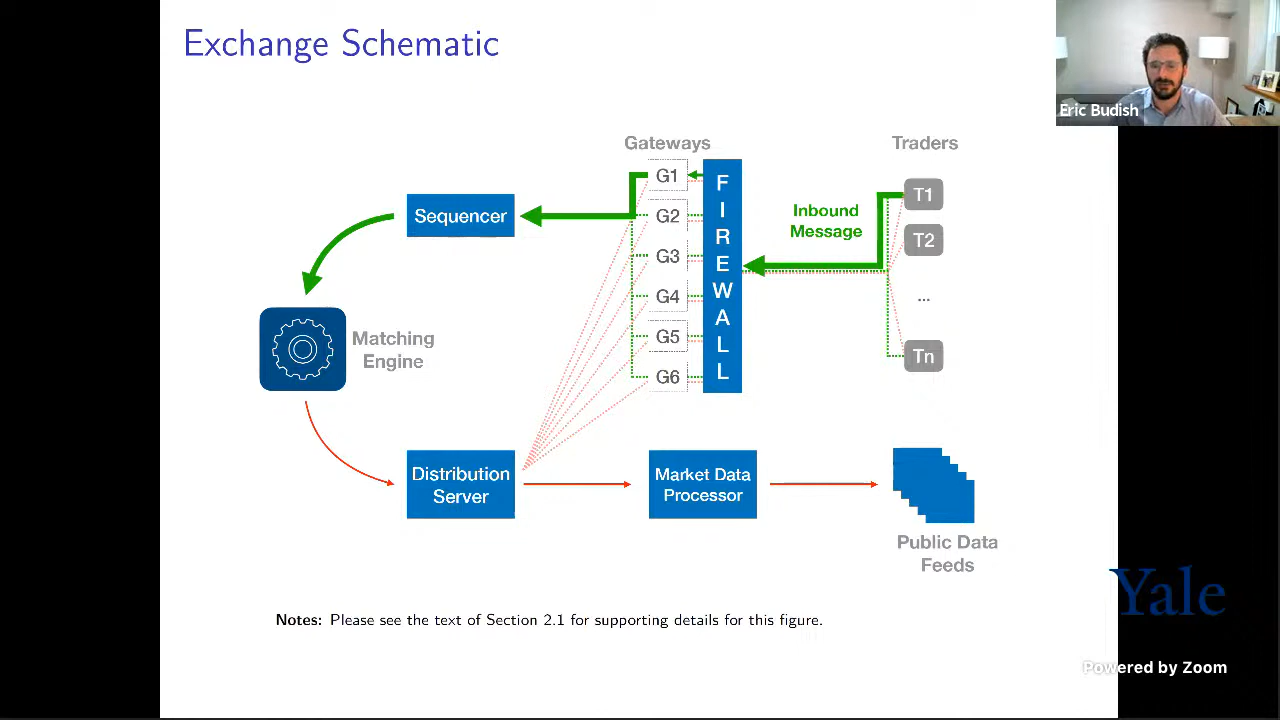 Exchange Schematic
Eric Budish
Gateways
Traders
G1
G2
G3
G4
G5
G6
F
I
R
E
W
A
L
L
Inbound
Message
T1
T2
...
Tn
Sequencer
Matching
Engine
Distribution
Server
Market Data
Processor
Public Data
Feeds
Notes: Please see the text of Section 2.1 for supporting details for this figure.
Yale
Powered by Zoom